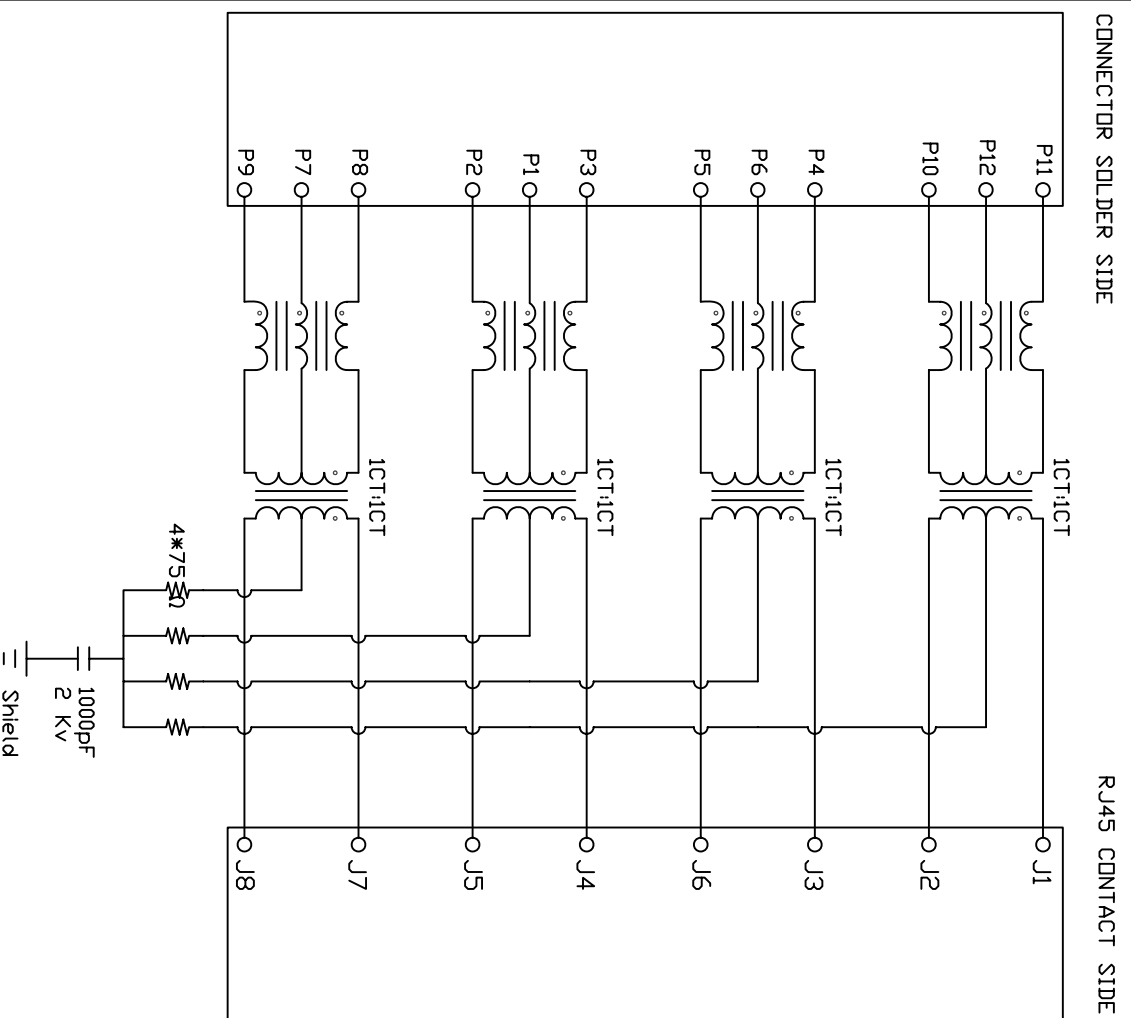 CONNECTOR SOLDER SIDE
RJ45 CONTACT SIDE
P11
P12
P10
P4
P6
P5
P3
P1
P2
P8
P7
P9
1CT:1CT
1CT:1CT
1CT:1CT
1CT:1CT
J1
J2
J3
J6
J4
J5
J7
J8
4*75Ω
1000pF
2 Kv
Shield